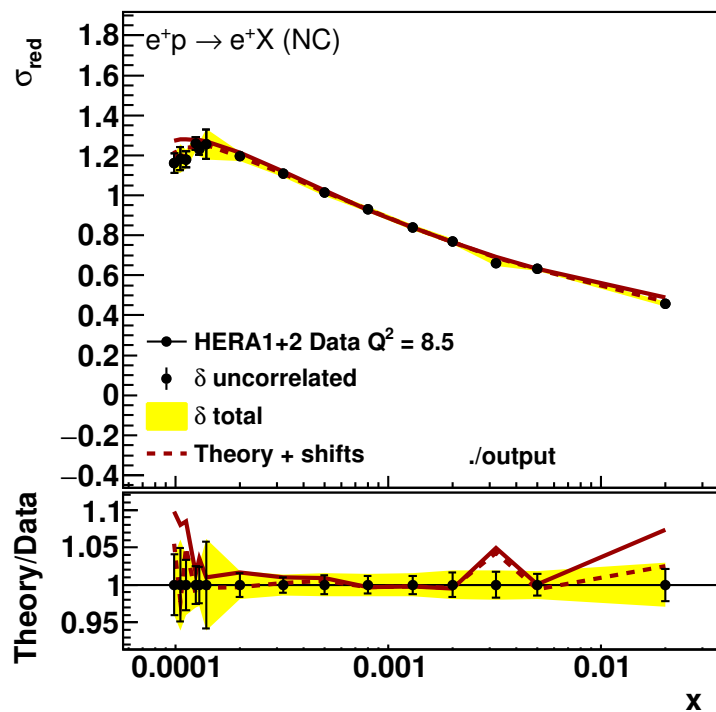 e⁺p → e⁺X (NC)
σred
1.8
1.6
1.4
1.2
1
0.8
0.6
0.4
0.2
0
−0.2
−0.4
HERA1+2 Data Q² = 8.5
δ uncorrelated
δ total
Theory + shifts
./output
Theory/Data
1.1
1.05
1
0.95
0.0001
0.001
0.01
x